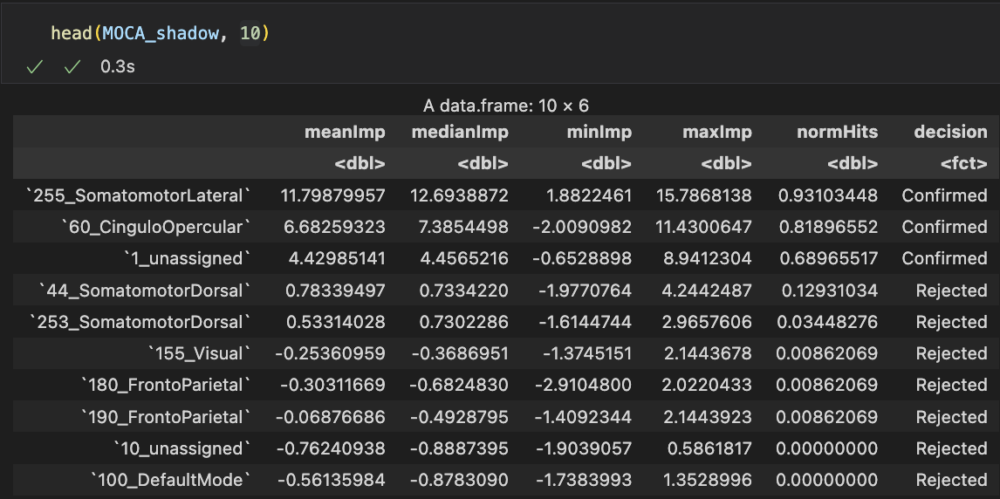 head(MOCA_shadow, 10)
✓ ✓ 0.3s
A data.frame: 10 × 6
meanImp medianImp minImp maxImp normHits decision
<dbl> <dbl> <dbl> <dbl> <dbl> <fct>
`255_SomatomotorLateral` 11.79879957 12.6938872 1.8822461 15.7868138 0.93103448 Confirmed
`60_CinguloOpercular` 6.68259323 7.3854498 -2.0090982 11.4300647 0.81896552 Confirmed
`1_unassigned` 4.42985141 4.4565216 -0.6528898 8.9412304 0.68965517 Confirmed
`44_SomatomotorDorsal` 0.78339497 0.7334220 -1.9770764 4.2442487 0.12931034 Rejected
`253_SomatomotorDorsal` 0.53314028 0.7302286 -1.6144744 2.9657606 0.03448276 Rejected
`155_Visual` -0.25360959 -0.3686951 -1.3745151 2.1443678 0.00862069 Rejected
`180_FrontoParietal` -0.30311669 -0.6824830 -2.9104800 2.0220433 0.00862069 Rejected
`190_FrontoParietal` -0.06876686 -0.4928795 -1.4092344 2.1443923 0.00862069 Rejected
`10_unassigned` -0.76240938 -0.8887395 -1.9039057 0.5861817 0.00000000 Rejected
`100_DefaultMode` -0.56135984 -0.8783090 -1.7383993 1.3528996 0.00000000 Rejected